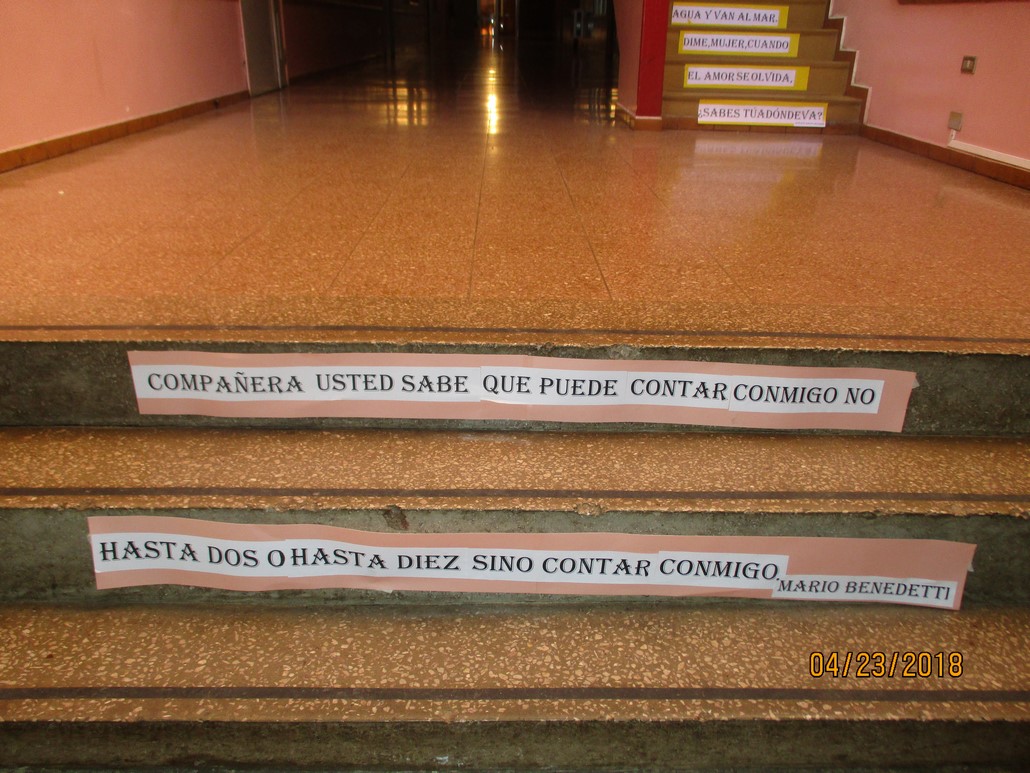 AGUA Y VAN AL MAR.
DIME, MUJER, CUANDO
EL AMOR SE OLVIDA,
¿SABES TÚ ADÓNDE VA?
COMPAÑERA USTED SABE QUE PUEDE CONTAR CONMIGO NO
HASTA DOS O HASTA DIEZ SINO CONTAR CONMIGO.
MARIO BENEDETTI
04/23/2018